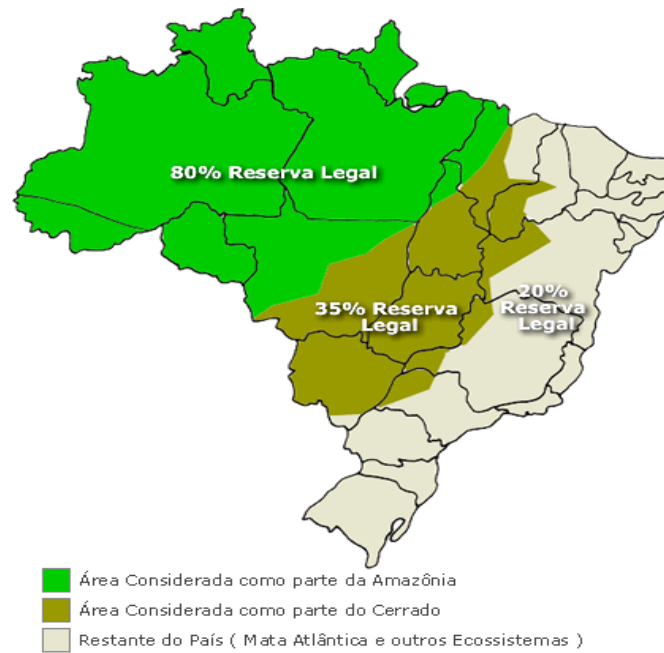 80% Reserva Legal
35% Reserva
Legal
20%
Reserva
Legal
Área Considerada como parte da Amazônia
Área Considerada como parte do Cerrado
Restante do País ( Mata Atlântica e outros Ecossistemas )